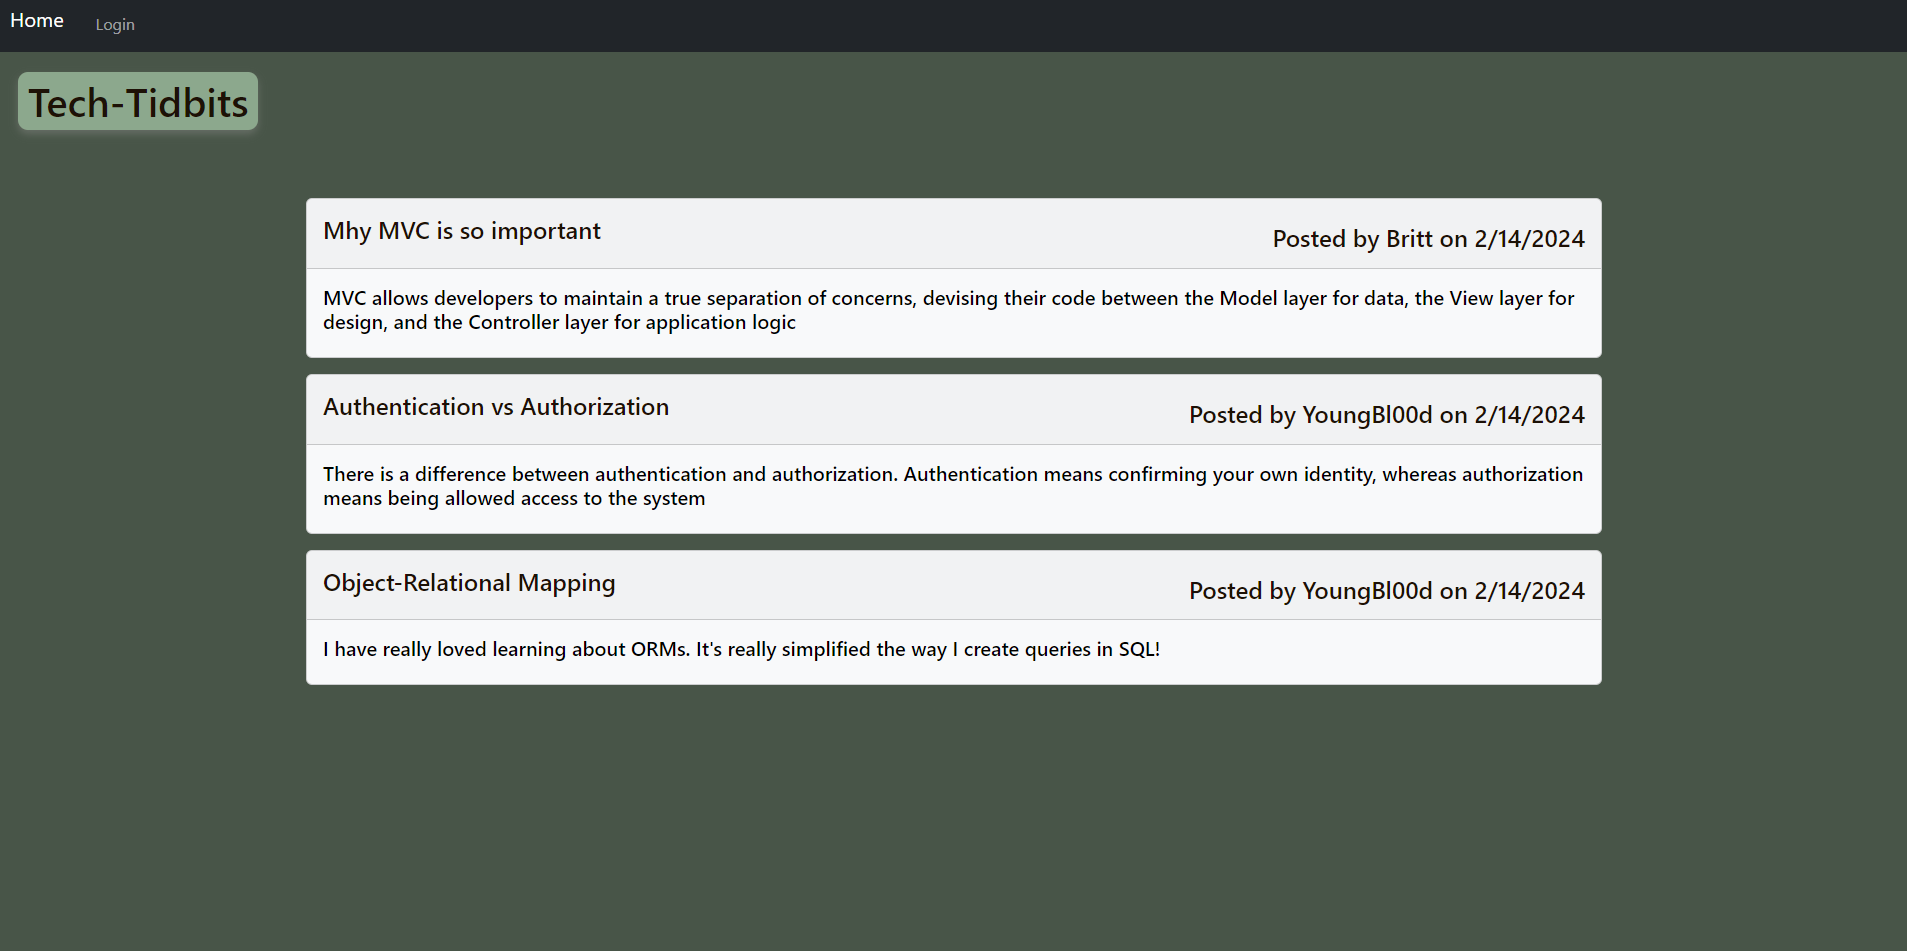 Home Login
Tech-Tidbits
Mhy MVC is so important
Posted by Britt on 2/14/2024
MVC allows developers to maintain a true separation of concerns, devising their code between the Model layer for data, the View layer for
design, and the Controller layer for application logic
Authentication vs Authorization
Posted by YoungBl00d on 2/14/2024
There is a difference between authentication and authorization. Authentication means confirming your own identity, whereas authorization
means being allowed access to the system
Object-Relational Mapping
Posted by YoungBl00d on 2/14/2024
I have really loved learning about ORMs. It's really simplified the way I create queries in SQL!